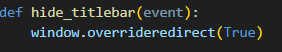 def hide_titlebar(event):
    window.overrideredirect(True)